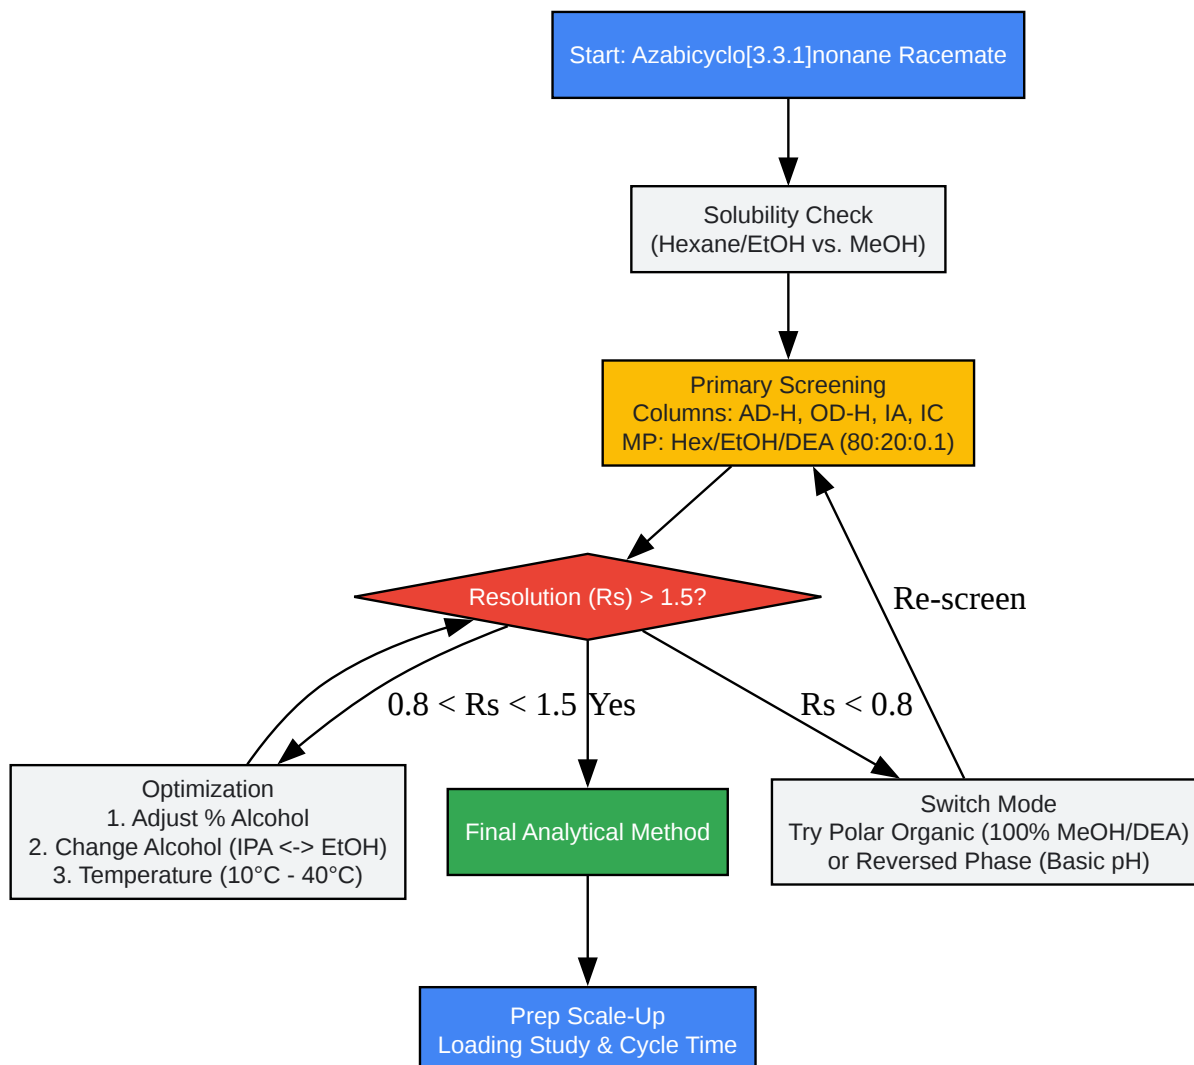 Start: Azabicyclo[3.3.1]nonane Racemate
Solubility Check
(Hexane/EtOH vs. MeOH)
Primary Screening
Columns: AD-H, OD-H, IA, IC
MP: Hex/EtOH/DEA (80:20:0.1)
Resolution (Rs) > 1.5?
Re-screen
0.8 < Rs < 1.5
Yes
Rs < 0.8
Optimization
1. Adjust % Alcohol
2. Change Alcohol (IPA <-> EtOH)
3. Temperature (10°C - 40°C)
Final Analytical Method
Switch Mode
Try Polar Organic (100% MeOH/DEA)
or Reversed Phase (Basic pH)
Prep Scale-Up
Loading Study & Cycle Time